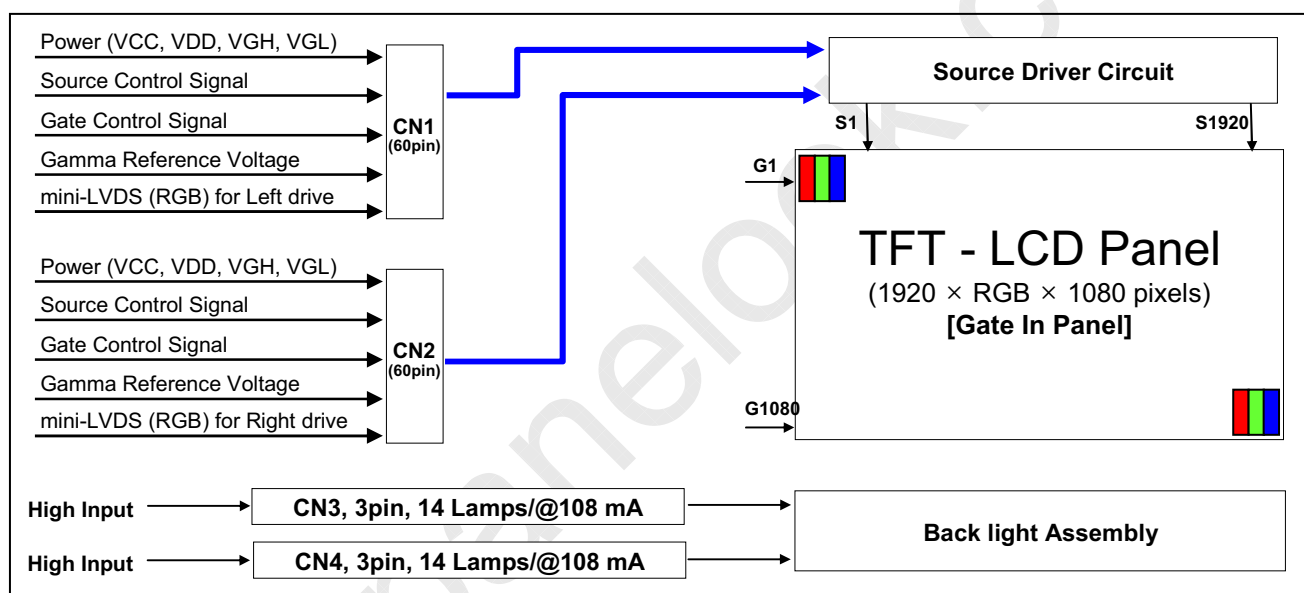 Power (VCC, VDD, VGH, VGL)
Source Control Signal
Gate Control Signal
Gamma Reference Voltage
mini-LVDS (RGB) for Left drive
CN1
(60pin)
Source Driver Circuit
S1
S1920
G1
TFT - LCD Panel
(1920 × RGB × 1080 pixels)
[Gate In Panel]
G1080
Power (VCC, VDD, VGH, VGL)
Source Control Signal
Gate Control Signal
Gamma Reference Voltage
mini-LVDS (RGB) for Right drive
CN2
(60pin)
High Input
CN3, 3pin, 14 Lamps/@108 mA
High Input
CN4, 3pin, 14 Lamps/@108 mA
Back light Assembly